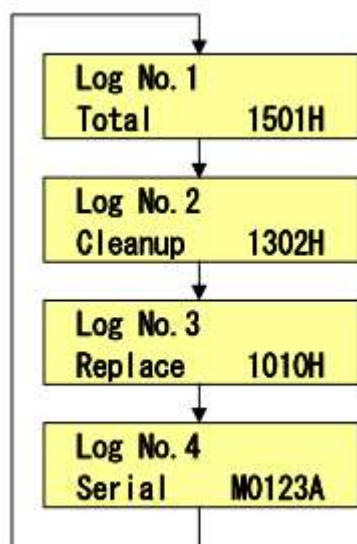 Log No.1
Total 1501H
Log No.2
Cleanup 1302H
Log No.3
Replace 1010H
Log No.4
Serial M0123A